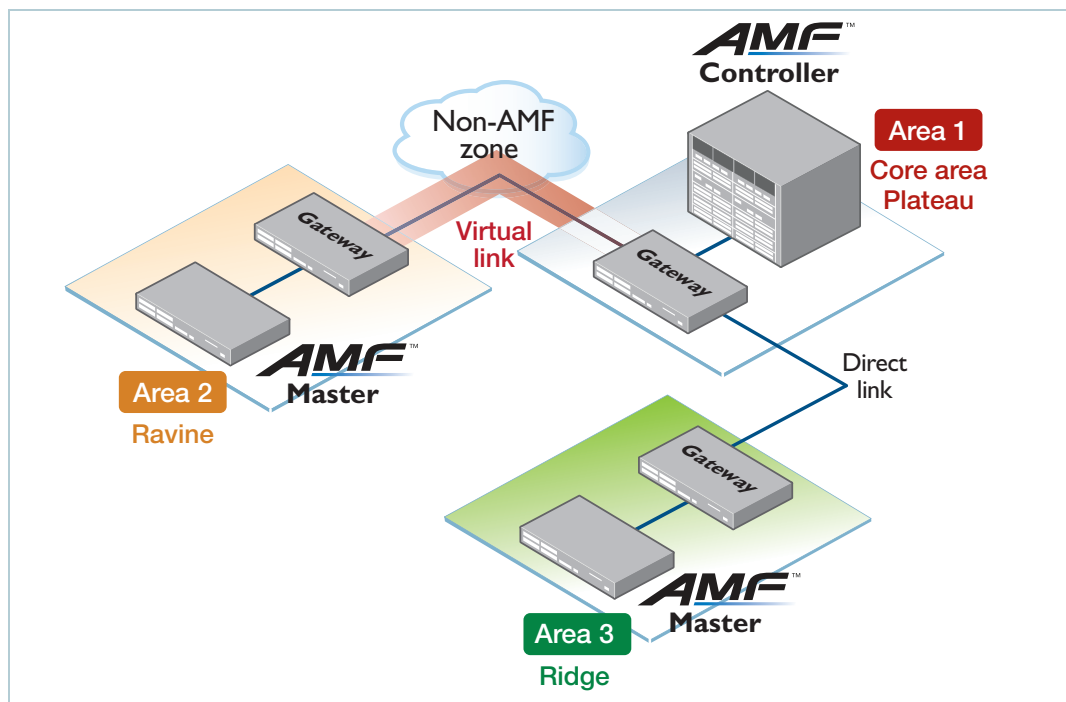 AMF™
Controller
Non-AMF
zone
Area 1
Core area
Plateau
Gateway
Virtual
link
Gateway
AMF™
Master
Area 2
Ravine
Direct
link
Gateway
AMF™
Master
Area 3
Ridge